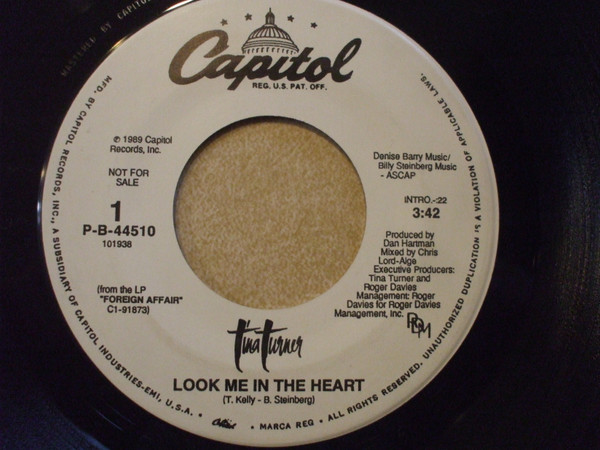 MASTERED BY CAPITOL
Capitol
REG. U.S. PAT. OFF.
℗ 1989 Capitol
Records, Inc.
NOT FOR
SALE
1
P-B-44510
101938
(from the LP
"FOREIGN AFFAIR"
C1-91873)
Denise Barry Music/
Billy Steinberg Music
- ASCAP
INTRO.-:22
3:42
Produced by
Dan Hartman
Mixed by Chris
Lord-Alge
Executive Producers:
Tina Turner and
Roger Davies
Management: Roger
Davies for Roger Davies
Management, Inc.
RDM
Tina Turner
LOOK ME IN THE HEART
(T. Kelly - B. Steinberg)
MFD. BY CAPITOL RECORDS, INC., A SUBSIDIARY OF CAPITOL INDUSTRIES-EMI, U.S.A. • Capitol • MARCA REG • ALL RIGHTS RESERVED. UNAUTHORIZED DUPLICATION IS A VIOLATION OF APPLICABLE LAWS.